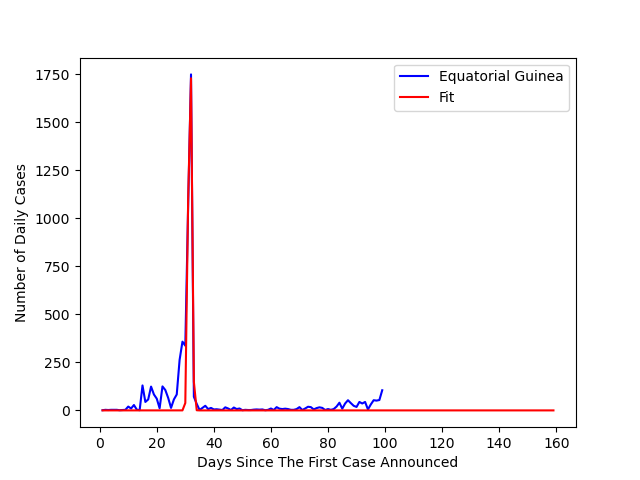 Equatorial Guinea
Fit
Number of Daily Cases
1750
1500
1250
1000
750
500
250
0
0 20 40 60 80 100 120 140 160
Days Since The First Case Announced